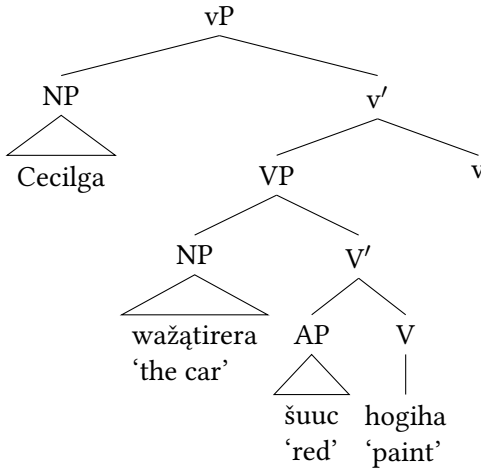 vP
NP v′
Cecilga VP v
NP V′
wažątirera AP V
‘the car’
šuuc hogiha
‘red’ ‘paint’